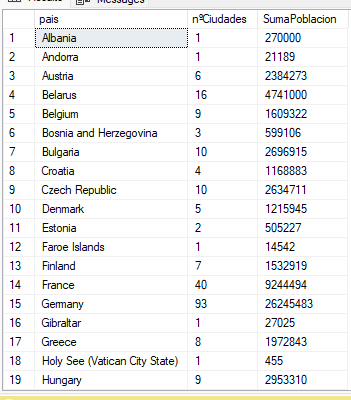 Messages
pais nºCiudades SumaPoblacion
1 Albania 1 270000
2 Andorra 1 21189
3 Austria 6 2384273
4 Belarus 16 4741000
5 Belgium 9 1609322
6 Bosnia and Herzegovina 3 599106
7 Bulgaria 10 2696915
8 Croatia 4 1168883
9 Czech Republic 10 2634711
10 Denmark 5 1215945
11 Estonia 2 505227
12 Faroe Islands 1 14542
13 Finland 7 1532919
14 France 40 9244494
15 Germany 93 26245483
16 Gibraltar 1 27025
17 Greece 8 1972843
18 Holy See (Vatican City State) 1 455
19 Hungary 9 2953310